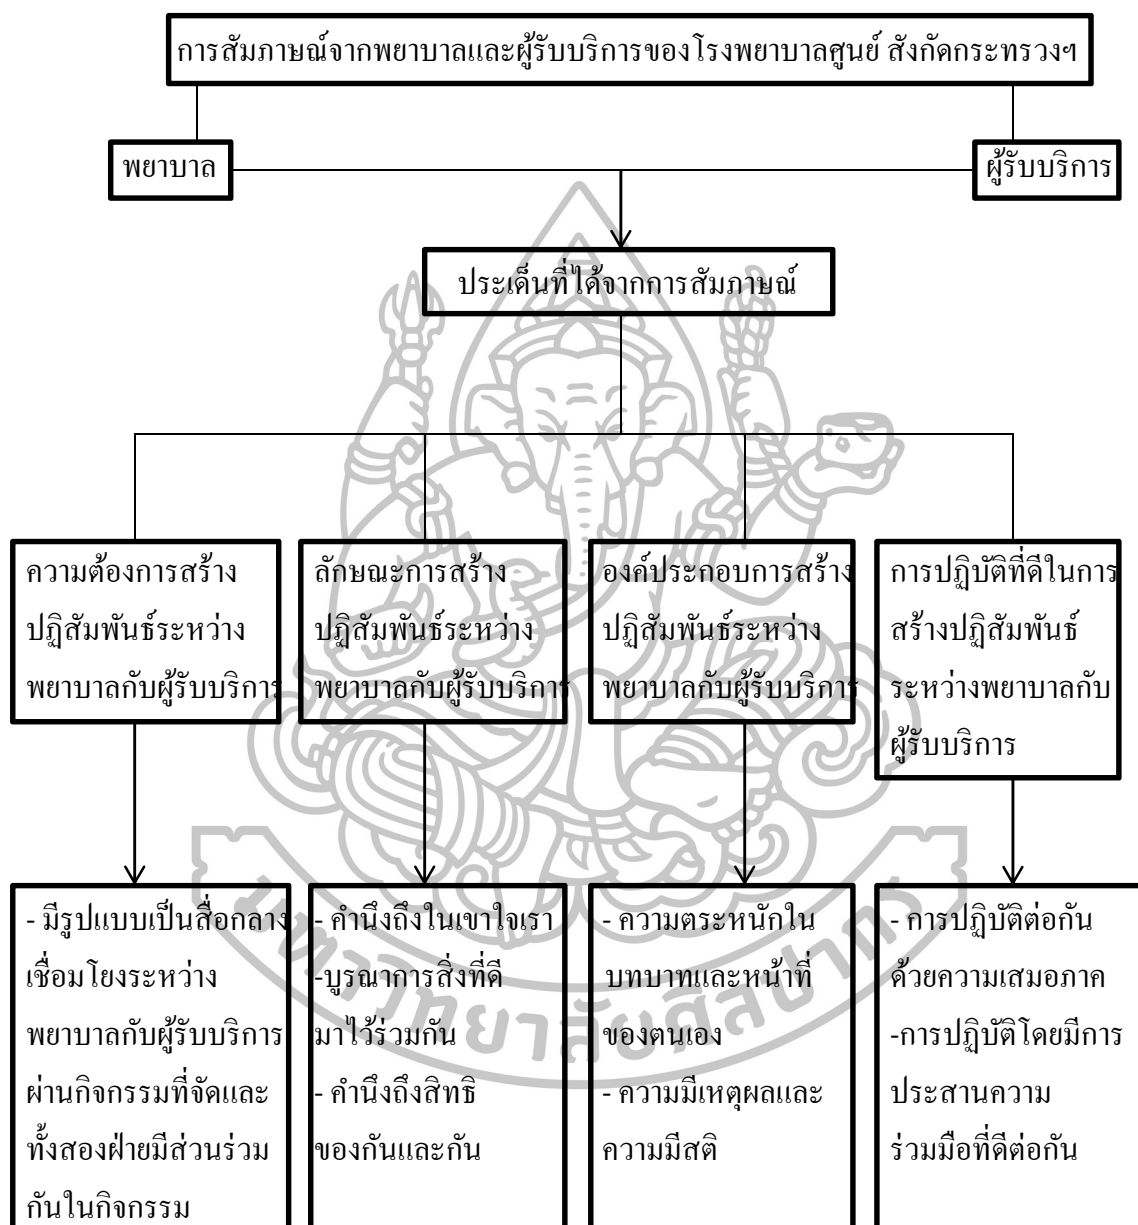 การสัมภาษณ์จากพยาบาลและผู้รับบริการของโรงพยาบาลศูนย์ สังกัดกระทรวงฯ
พยาบาล
ผู้รับบริการ
ประเด็นที่ได้จากการสัมภาษณ์
ความต้องการสร้าง
ปฏิสัมพันธ์ระหว่าง
พยาบาลกับผู้รับบริการ
ลักษณะการสร้าง
ปฏิสัมพันธ์ระหว่าง
พยาบาลกับผู้รับบริการ
องค์ประกอบการสร้าง
ปฏิสัมพันธ์ระหว่าง
พยาบาลกับผู้รับบริการ
การปฏิบัติที่ดีในการ
สร้างปฏิสัมพันธ์
ระหว่างพยาบาลกับ
ผู้รับบริการ
- มีรูปแบบเป็นสื่อกลาง
เชื่อมโยงระหว่าง
พยาบาลกับผู้รับบริการ
ผ่านกิจกรรมที่จัดและ
ทั้งสองฝ่ายมีส่วนร่วม
กันในกิจกรรม
- คำนึงถึงในเขาใจเรา
-บูรณาการสิ่งที่ดี
มาไว้ร่วมกัน
- คำนึงถึงสิทธิ
ของกันและกัน
- ความตระหนักใน
บทบาทและหน้าที่
ของตนเอง
- ความมีเหตุผลและ
ความมีสติ
- การปฏิบัติต่อกัน
ด้วยความเสมอภาค
-การปฏิบัติโดยมีการ
ประสานความ
ร่วมมือที่ดีต่อกัน
มหาวิทยาลัยศิลปากร